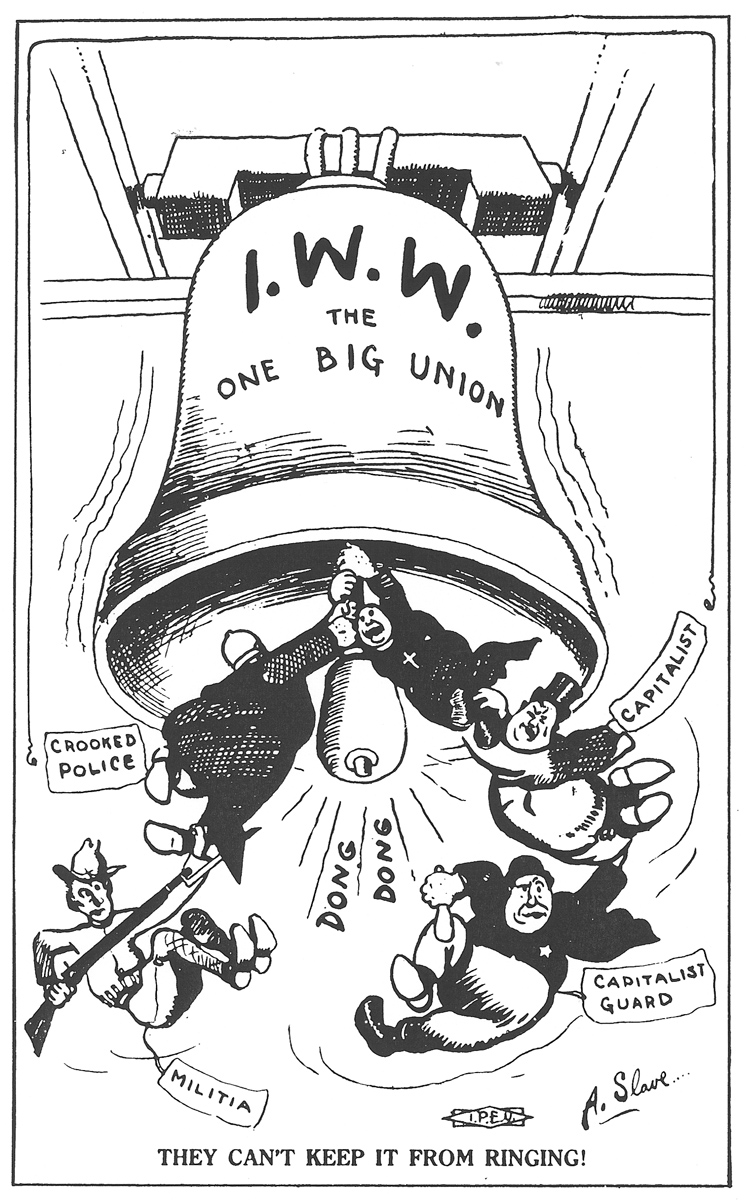 I. W. W.
THE
ONE BIG UNION
CROOKED
POLICE
CAPITALIST
DONG
DONG
CAPITALIST
GUARD
MILITIA
A. Slave....
I.P.E.U.
THEY CAN'T KEEP IT FROM RINGING!